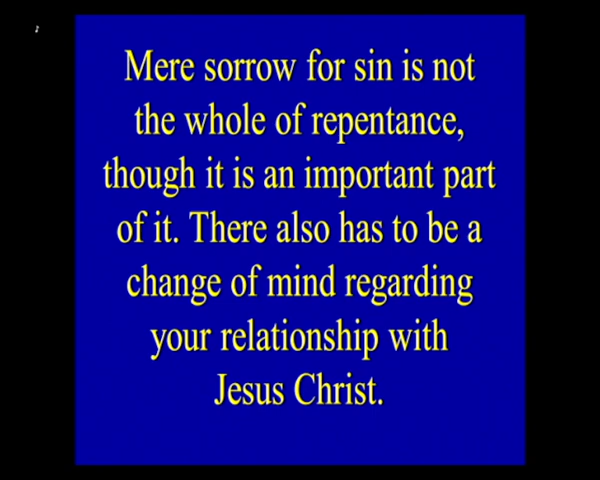 Mere sorrow for sin is not
the whole of repentance,
though it is an important part
of it. There also has to be a
change of mind regarding
your relationship with
Jesus Christ.